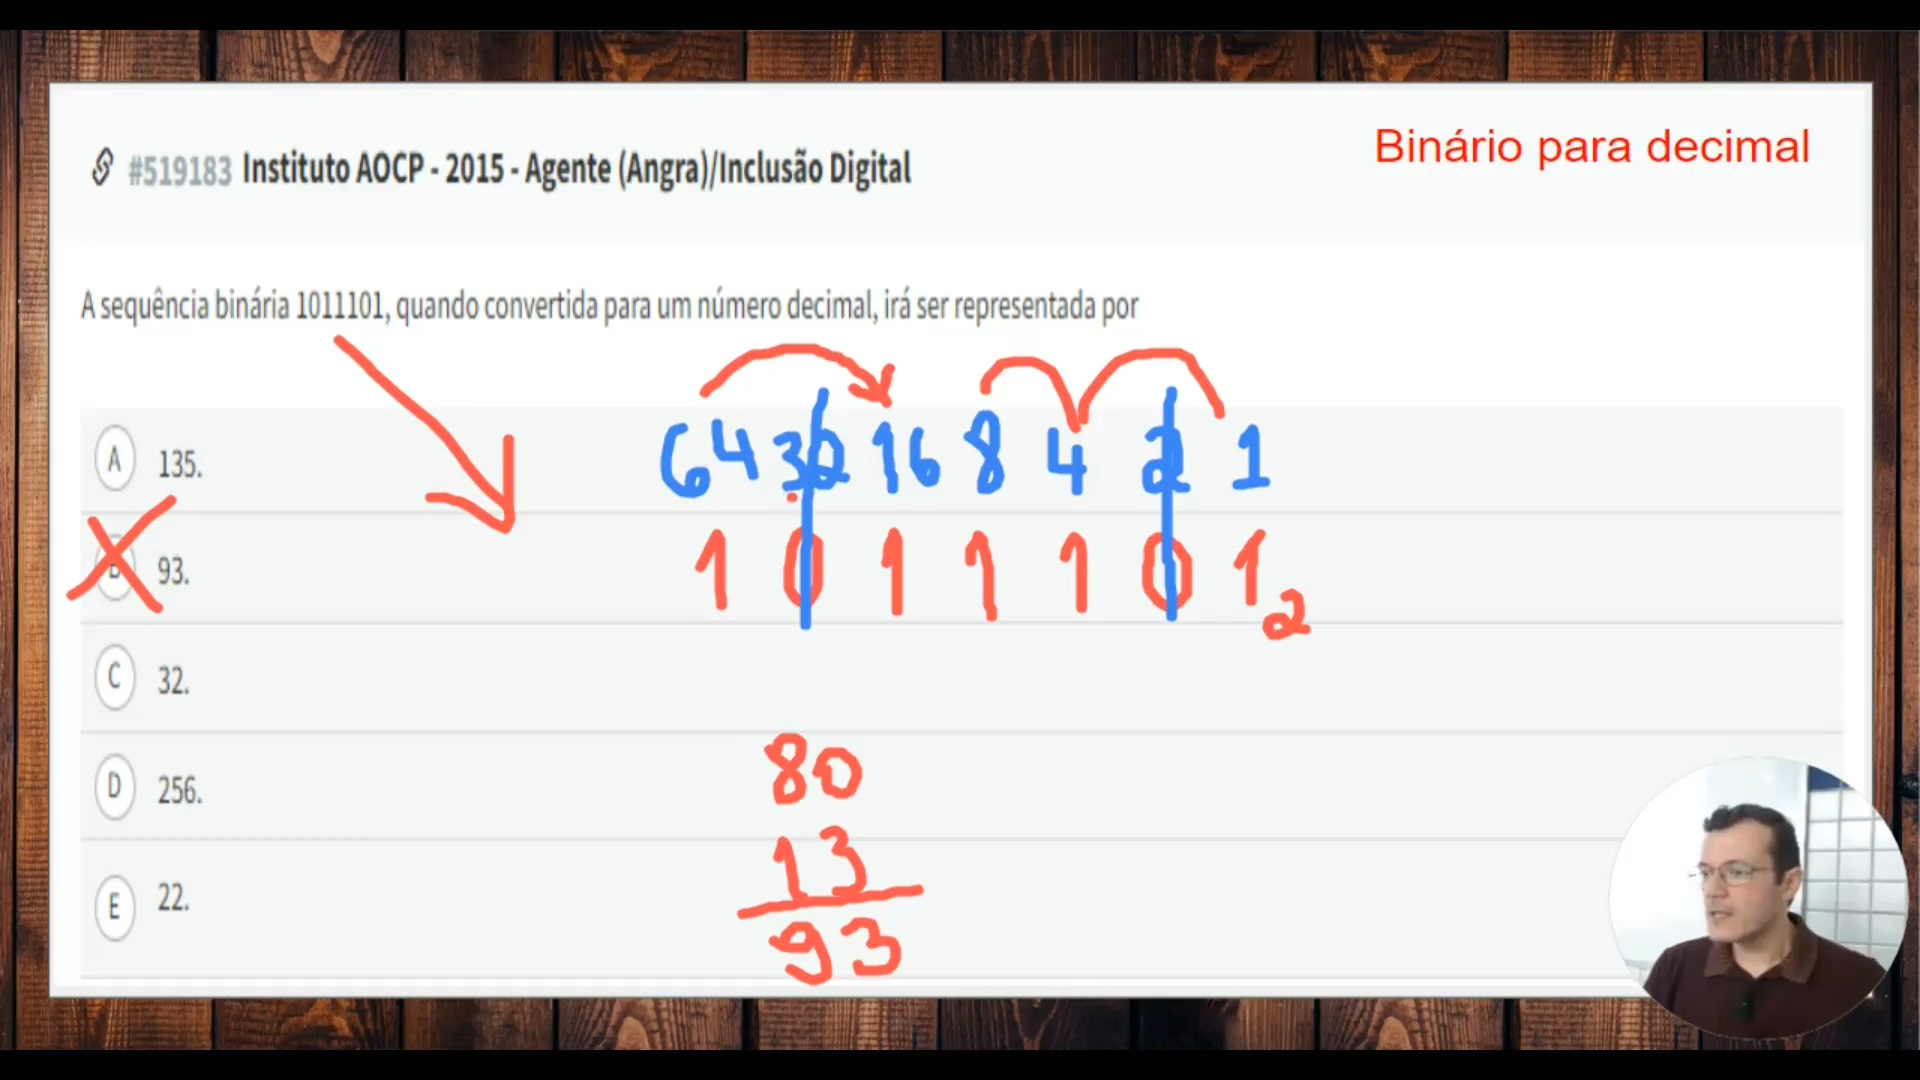 Binário para decimal
#519183 Instituto AOCP - 2015 - Agente (Angra)/Inclusão Digital
A sequência binária 1011101, quando convertida para um número decimal, irá ser representada por
64 32 16 8 4 2 1
A 135.
1 0 1 1 1 0 1 2
B 93.
C 32.
80
D 256.
13
E 22.
93